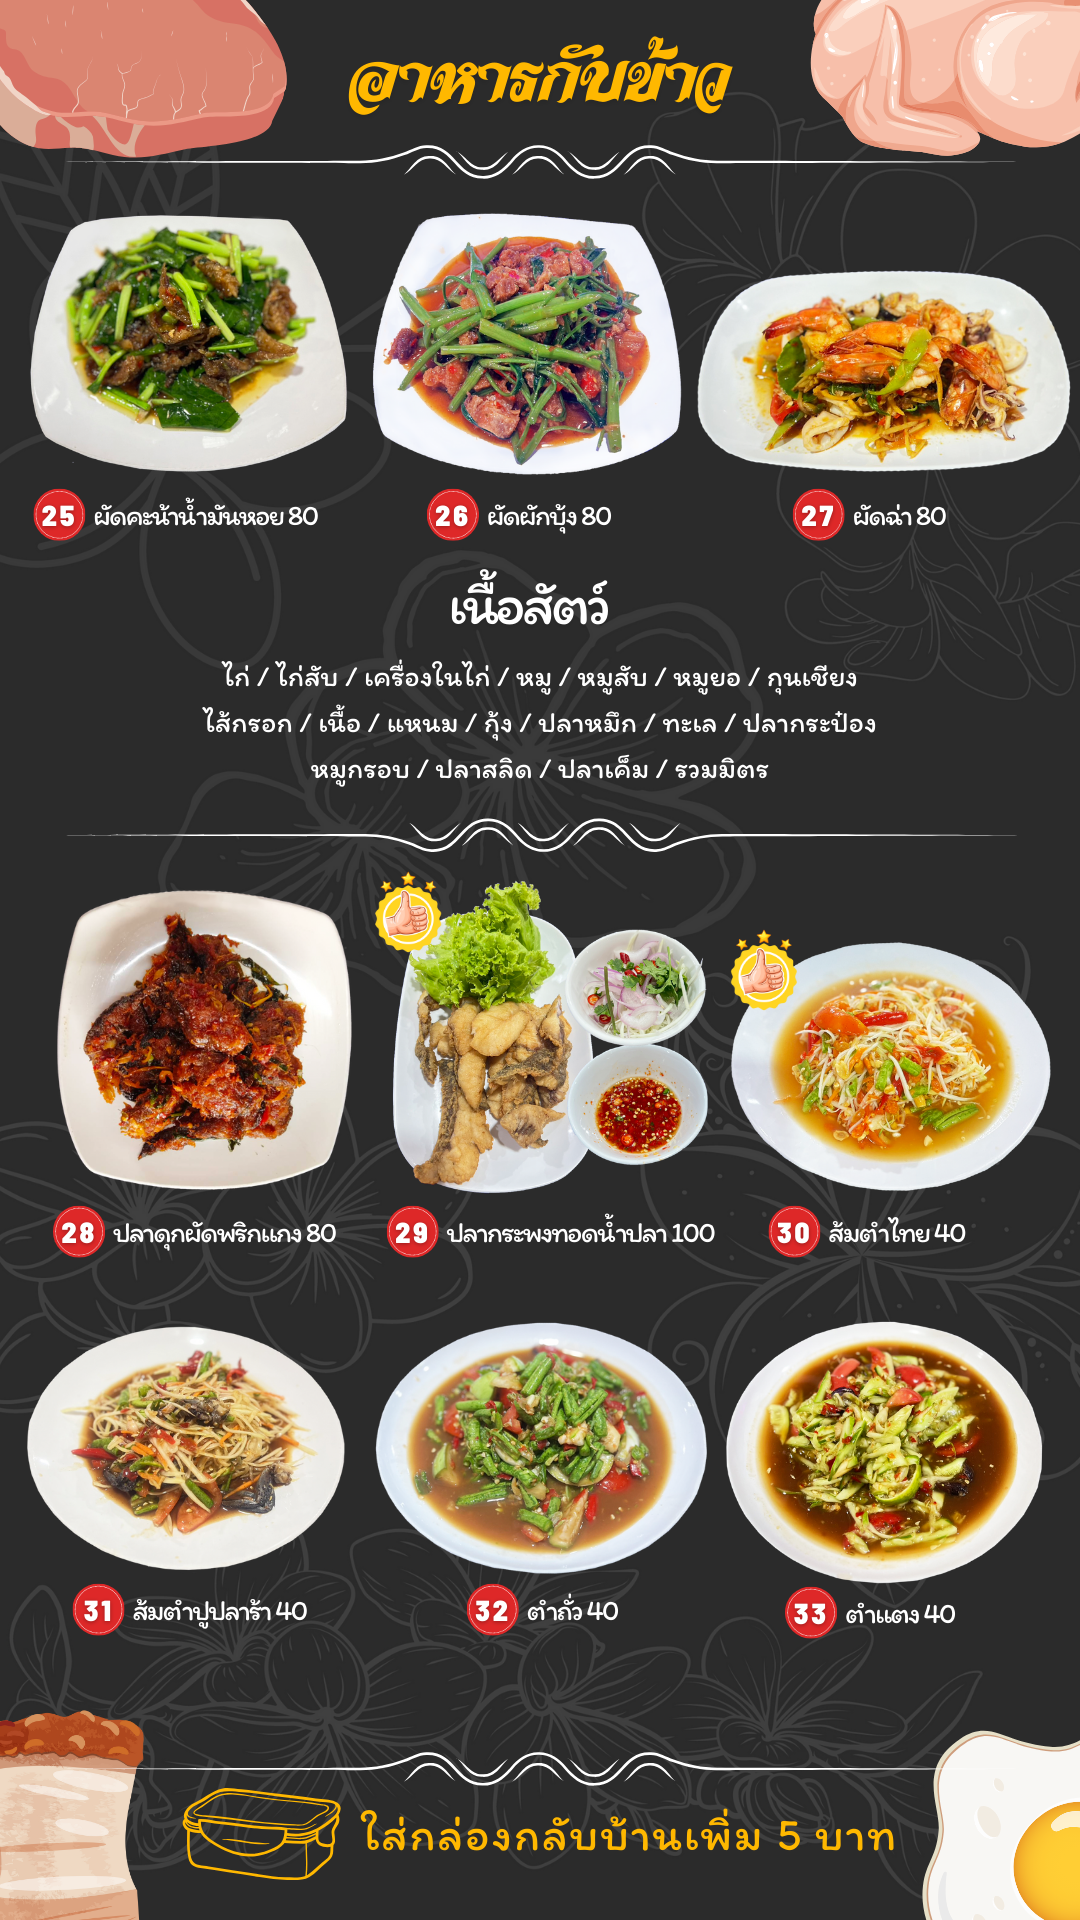 อาหารกับข้าว
25 ผัดคะน้าน้ำมันหอย 80
26 ผัดผักบุ้ง 80
27 ผัดฉ่า 80
เนื้อสัตว์
ไก่ / ไก่สับ / เครื่องในไก่ / หมู / หมูสับ / หมูยอ / กุนเชียง
ไส้กรอก / เนื้อ / แหนม / กุ้ง / ปลาหมึก / ทะเล / ปลากระป๋อง
หมูกรอบ / ปลาสลิด / ปลาเค็ม / รวมมิตร
28 ปลาดุกผัดพริกแกง 80
29 ปลากระพงทอดน้ำปลา 100
30 ส้มตำไทย 40
31 ส้มตำปูปลาร้า 40
32 ตำถั่ว 40
33 ตำแตง 40
ใส่กล่องกลับบ้านเพิ่ม 5 บาท